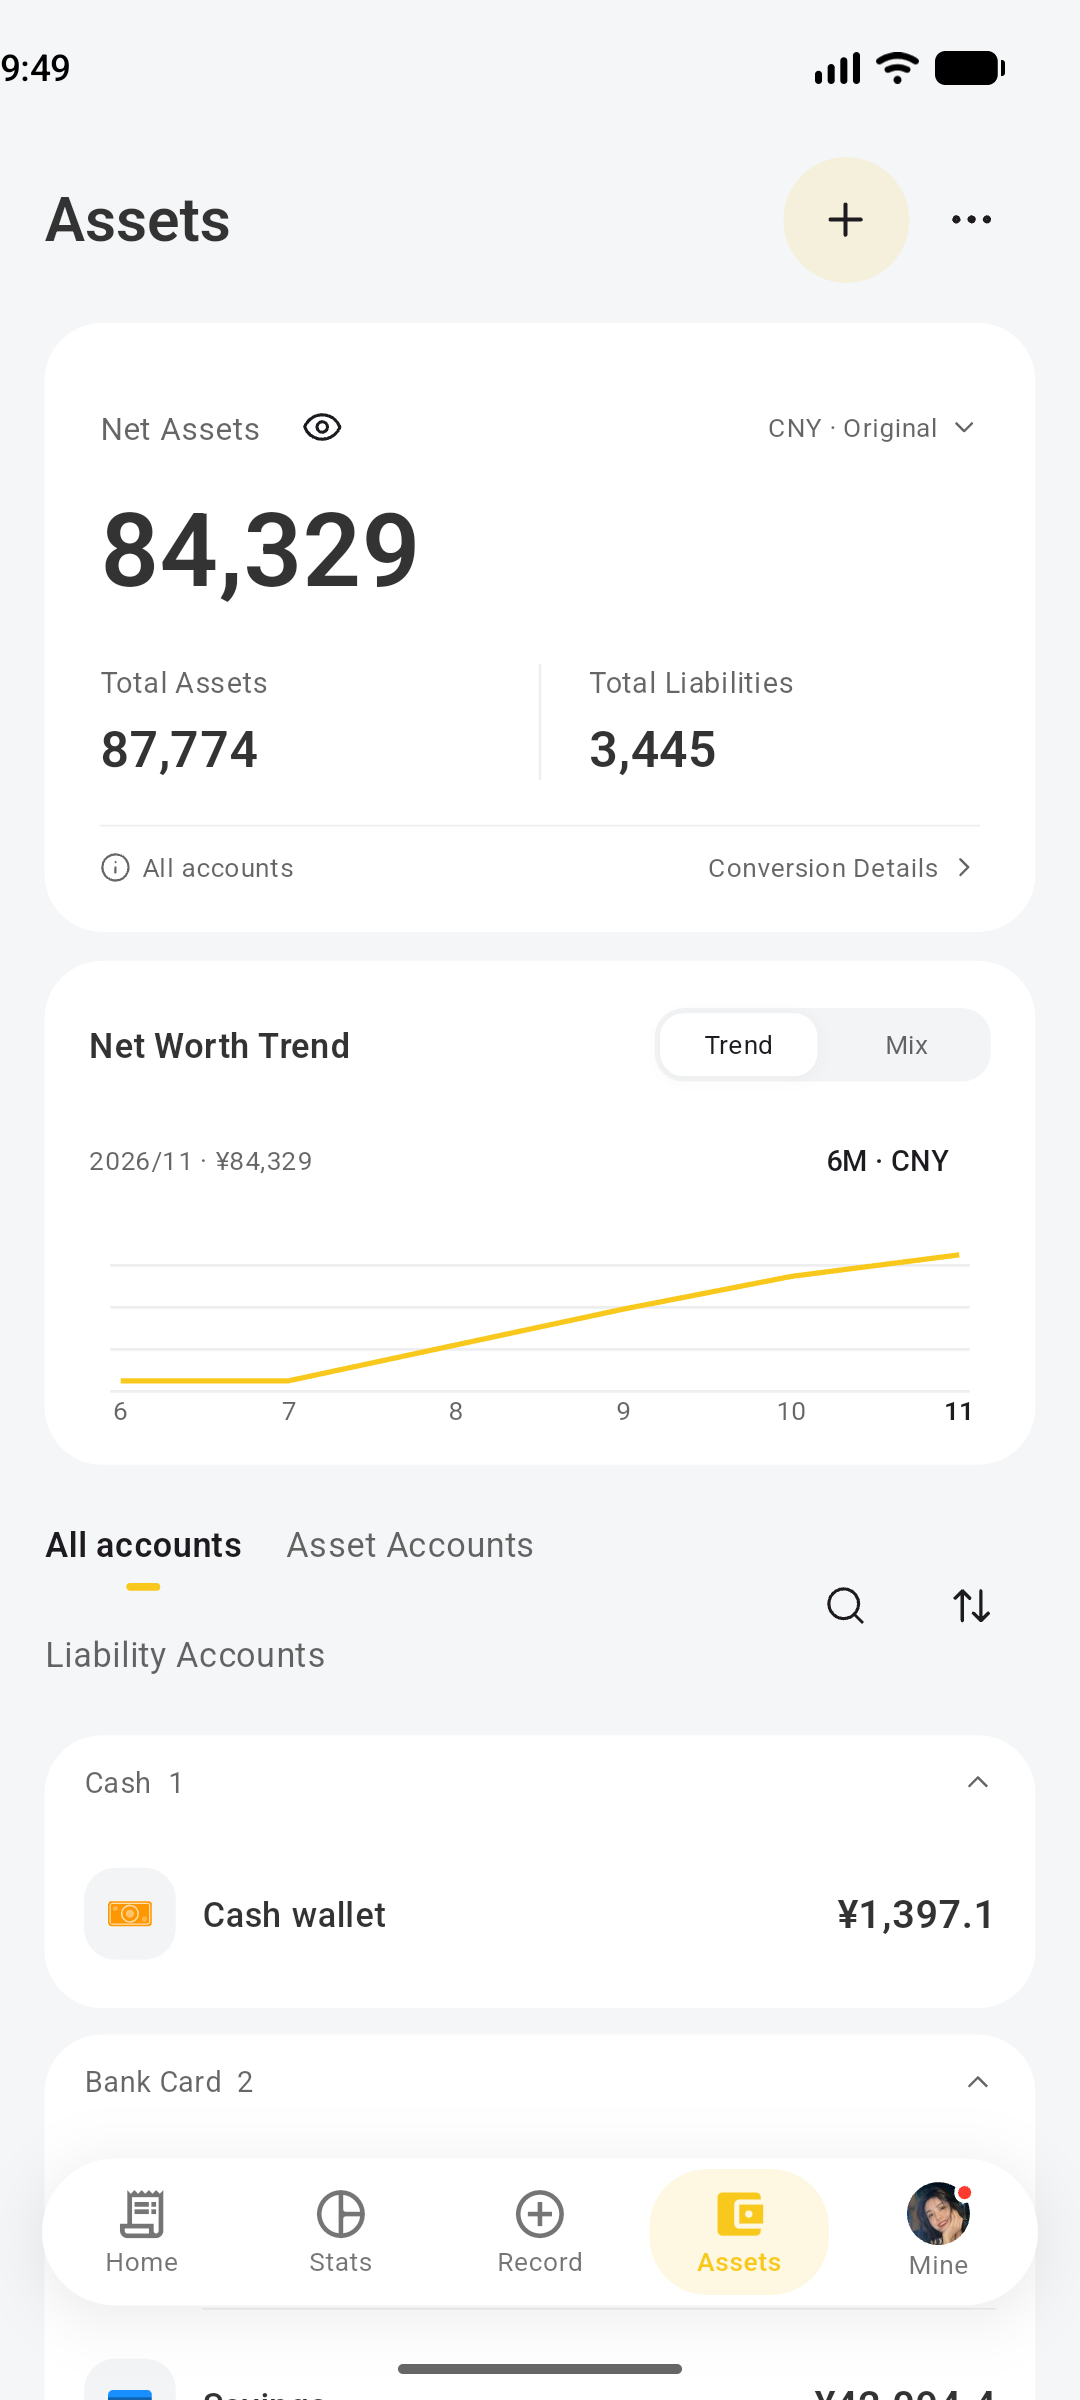 9:49
Assets
Net Assets
CNY · Original
84,329
Total Assets
Total Liabilities
87,774
3,445
All accounts
Conversion Details
Net Worth Trend
Trend
Mix
2026/11 · ¥84,329
6M · CNY
6 7 8 9 10 11
All accounts
Asset Accounts
Liability Accounts
Cash 1
Cash wallet
¥1,397.1
Bank Card 2
Home
Stats
Record
Assets
Mine